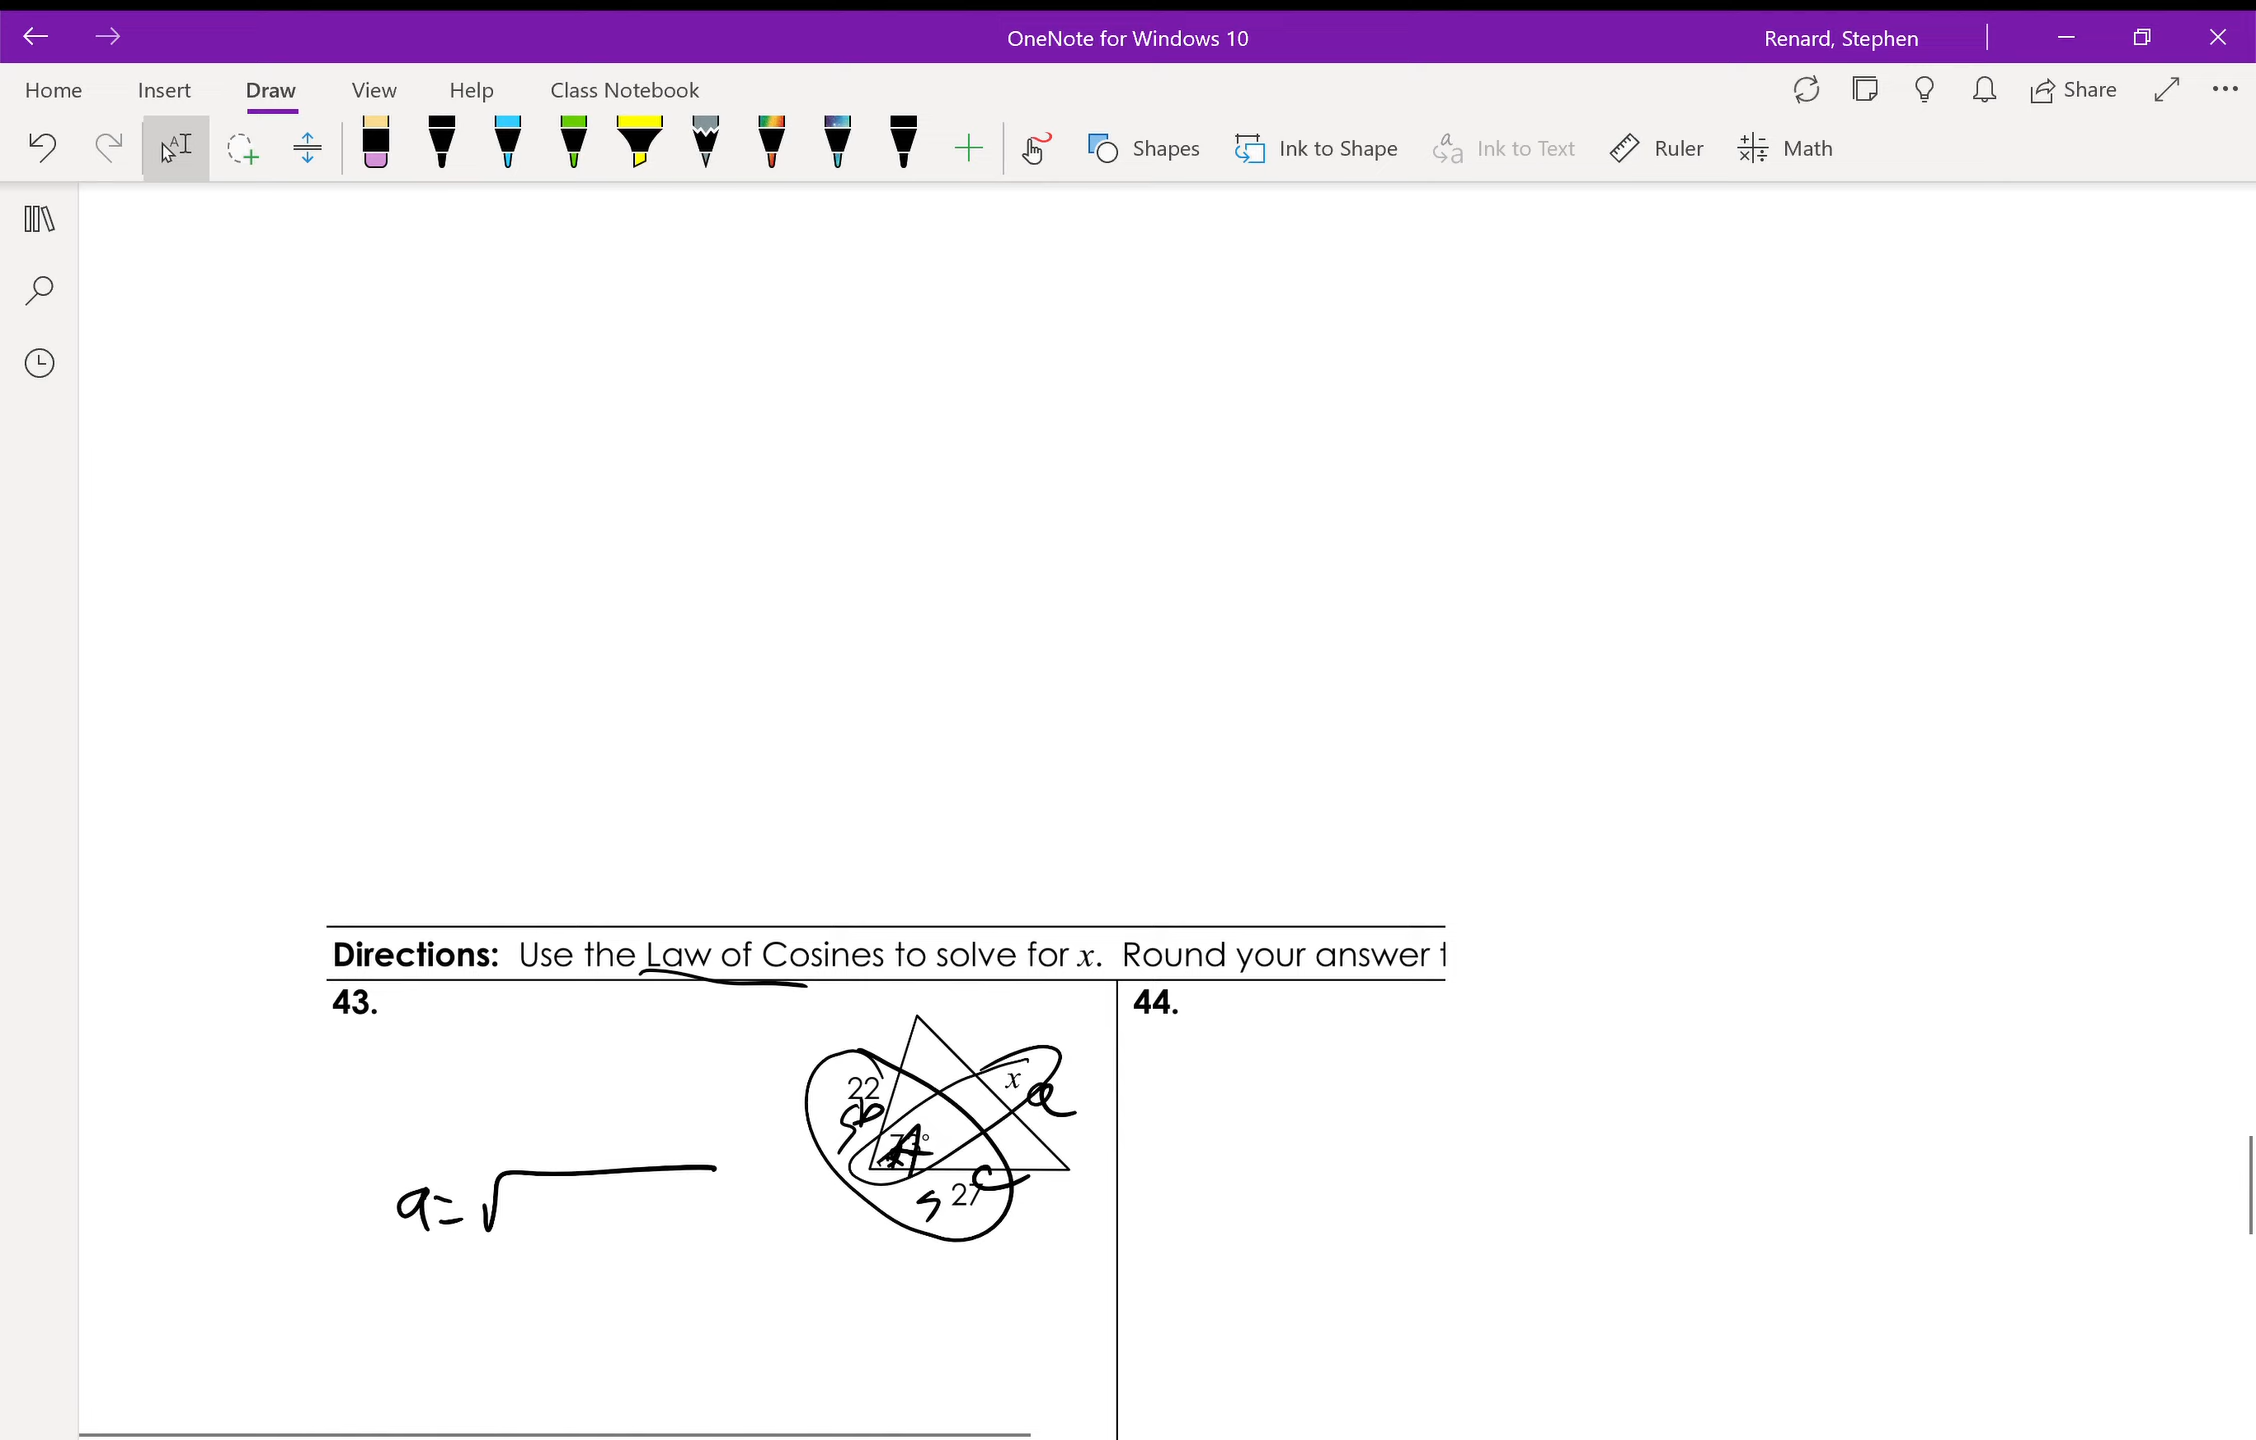 OneNote for Windows 10
Renard, Stephen
Home Insert Draw View Help Class Notebook
Share
Shapes Ink to Shape Ink to Text Ruler Math
Directions: Use the Law of Cosines to solve for x. Round your answer
43.
44.
22
x a
S b
A °
c
S 27
a = √